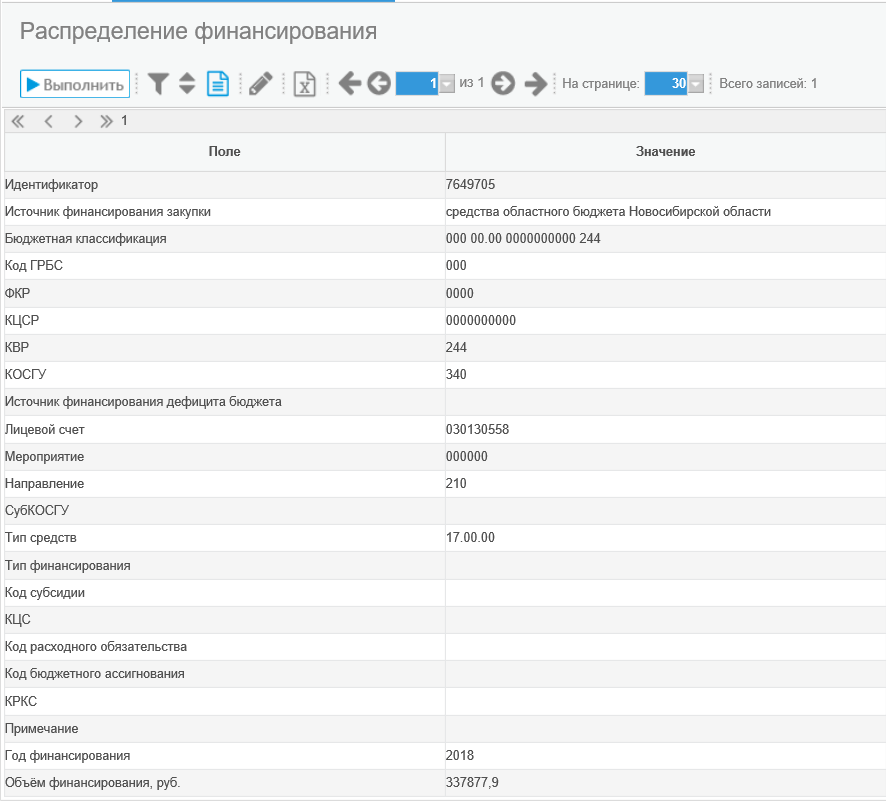 Распределение финансирования
Выполнить 1 из 1 На странице: 30 Всего записей: 1
1
Поле Значение
Идентификатор 7649705
Источник финансирования закупки средства областного бюджета Новосибирской области
Бюджетная классификация 000 00.00 0000000000 244
Код ГРБС 000
ФКР 0000
КЦСР 0000000000
КВР 244
КОСГУ 340
Источник финансирования дефицита бюджета
Лицевой счет 030130558
Мероприятие 000000
Направление 210
СубКОСГУ
Тип средств 17.00.00
Тип финансирования
Код субсидии
КЦС
Код расходного обязательства
Код бюджетного ассигнования
КРКС
Примечание
Год финансирования 2018
Объём финансирования, руб. 337877,9